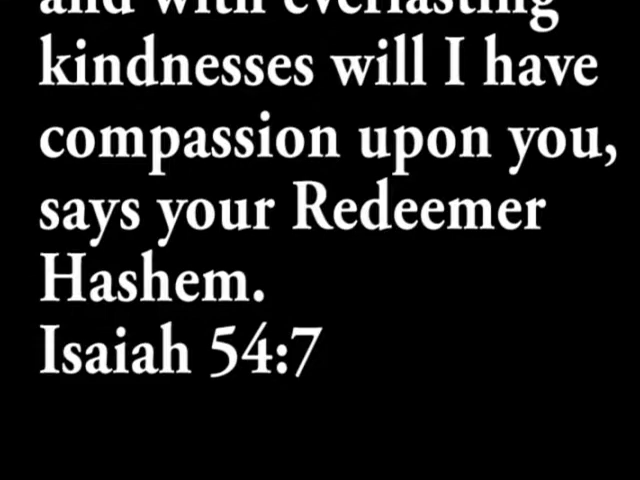 and with everlasting
kindnesses will I have
compassion upon you,
says your Redeemer
Hashem.
Isaiah 54:7